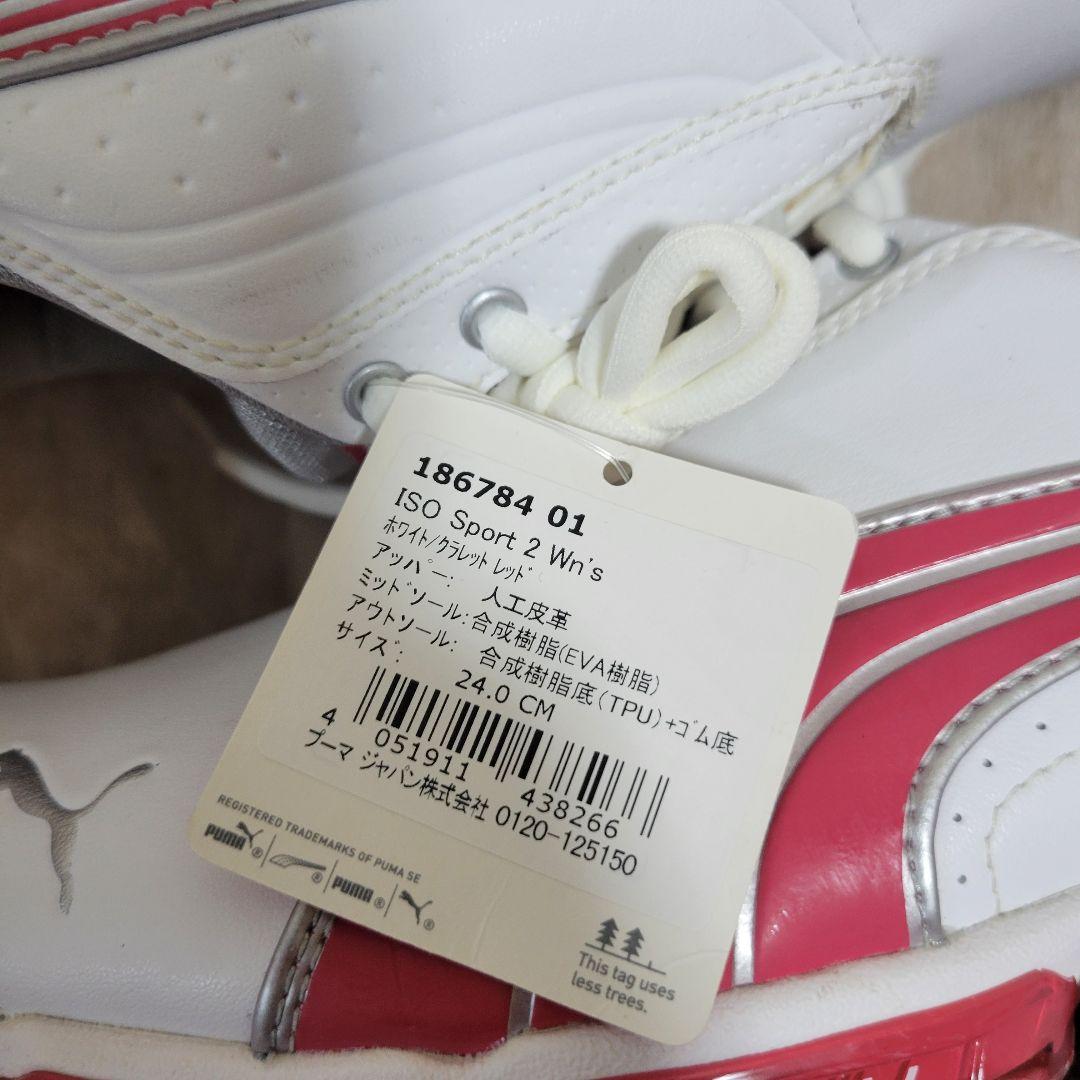 186784 01
ISO Sport 2 Wn's
ﾎﾜｲﾄ/ｸﾗﾚｯﾄ ﾚｯﾄﾞ(
アッパー: 人工皮革
ミッドソール: 合成樹脂(EVA樹脂)
アウトソール: 合成樹脂底(TPU)+ゴム底
サイズ: 24.0 CM
4 051911 438266
プーマ ジャパン株式会社 0120-125150
REGISTERED TRADEMARKS OF PUMA SE
PUMA® ® PUMA® ®
This tag uses
less trees.